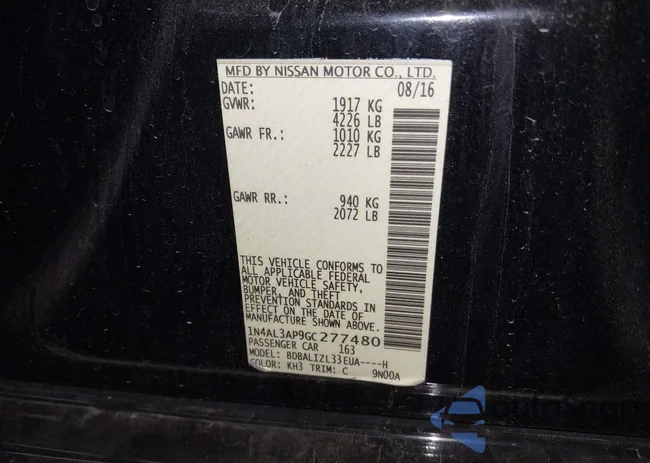 MFD BY NISSAN MOTOR CO., LTD.
DATE: 08/16
GVWR: 1917 KG
4226 LB
GAWR FR.: 1010 KG
2227 LB
GAWR RR.: 940 KG
2072 LB
THIS VEHICLE CONFORMS TO
ALL APPLICABLE FEDERAL
MOTOR VEHICLE SAFETY,
BUMPER, AND THEFT
PREVENTION STANDARDS IN
EFFECT ON THE DATE OF
MANUFACTURE SHOWN ABOVE.
1N4AL3AP9GC277480
PASSENGER CAR 163
MODEL: BDBALIZL33EUA----H
COLOR: KH3 TRIM: C 9N00A